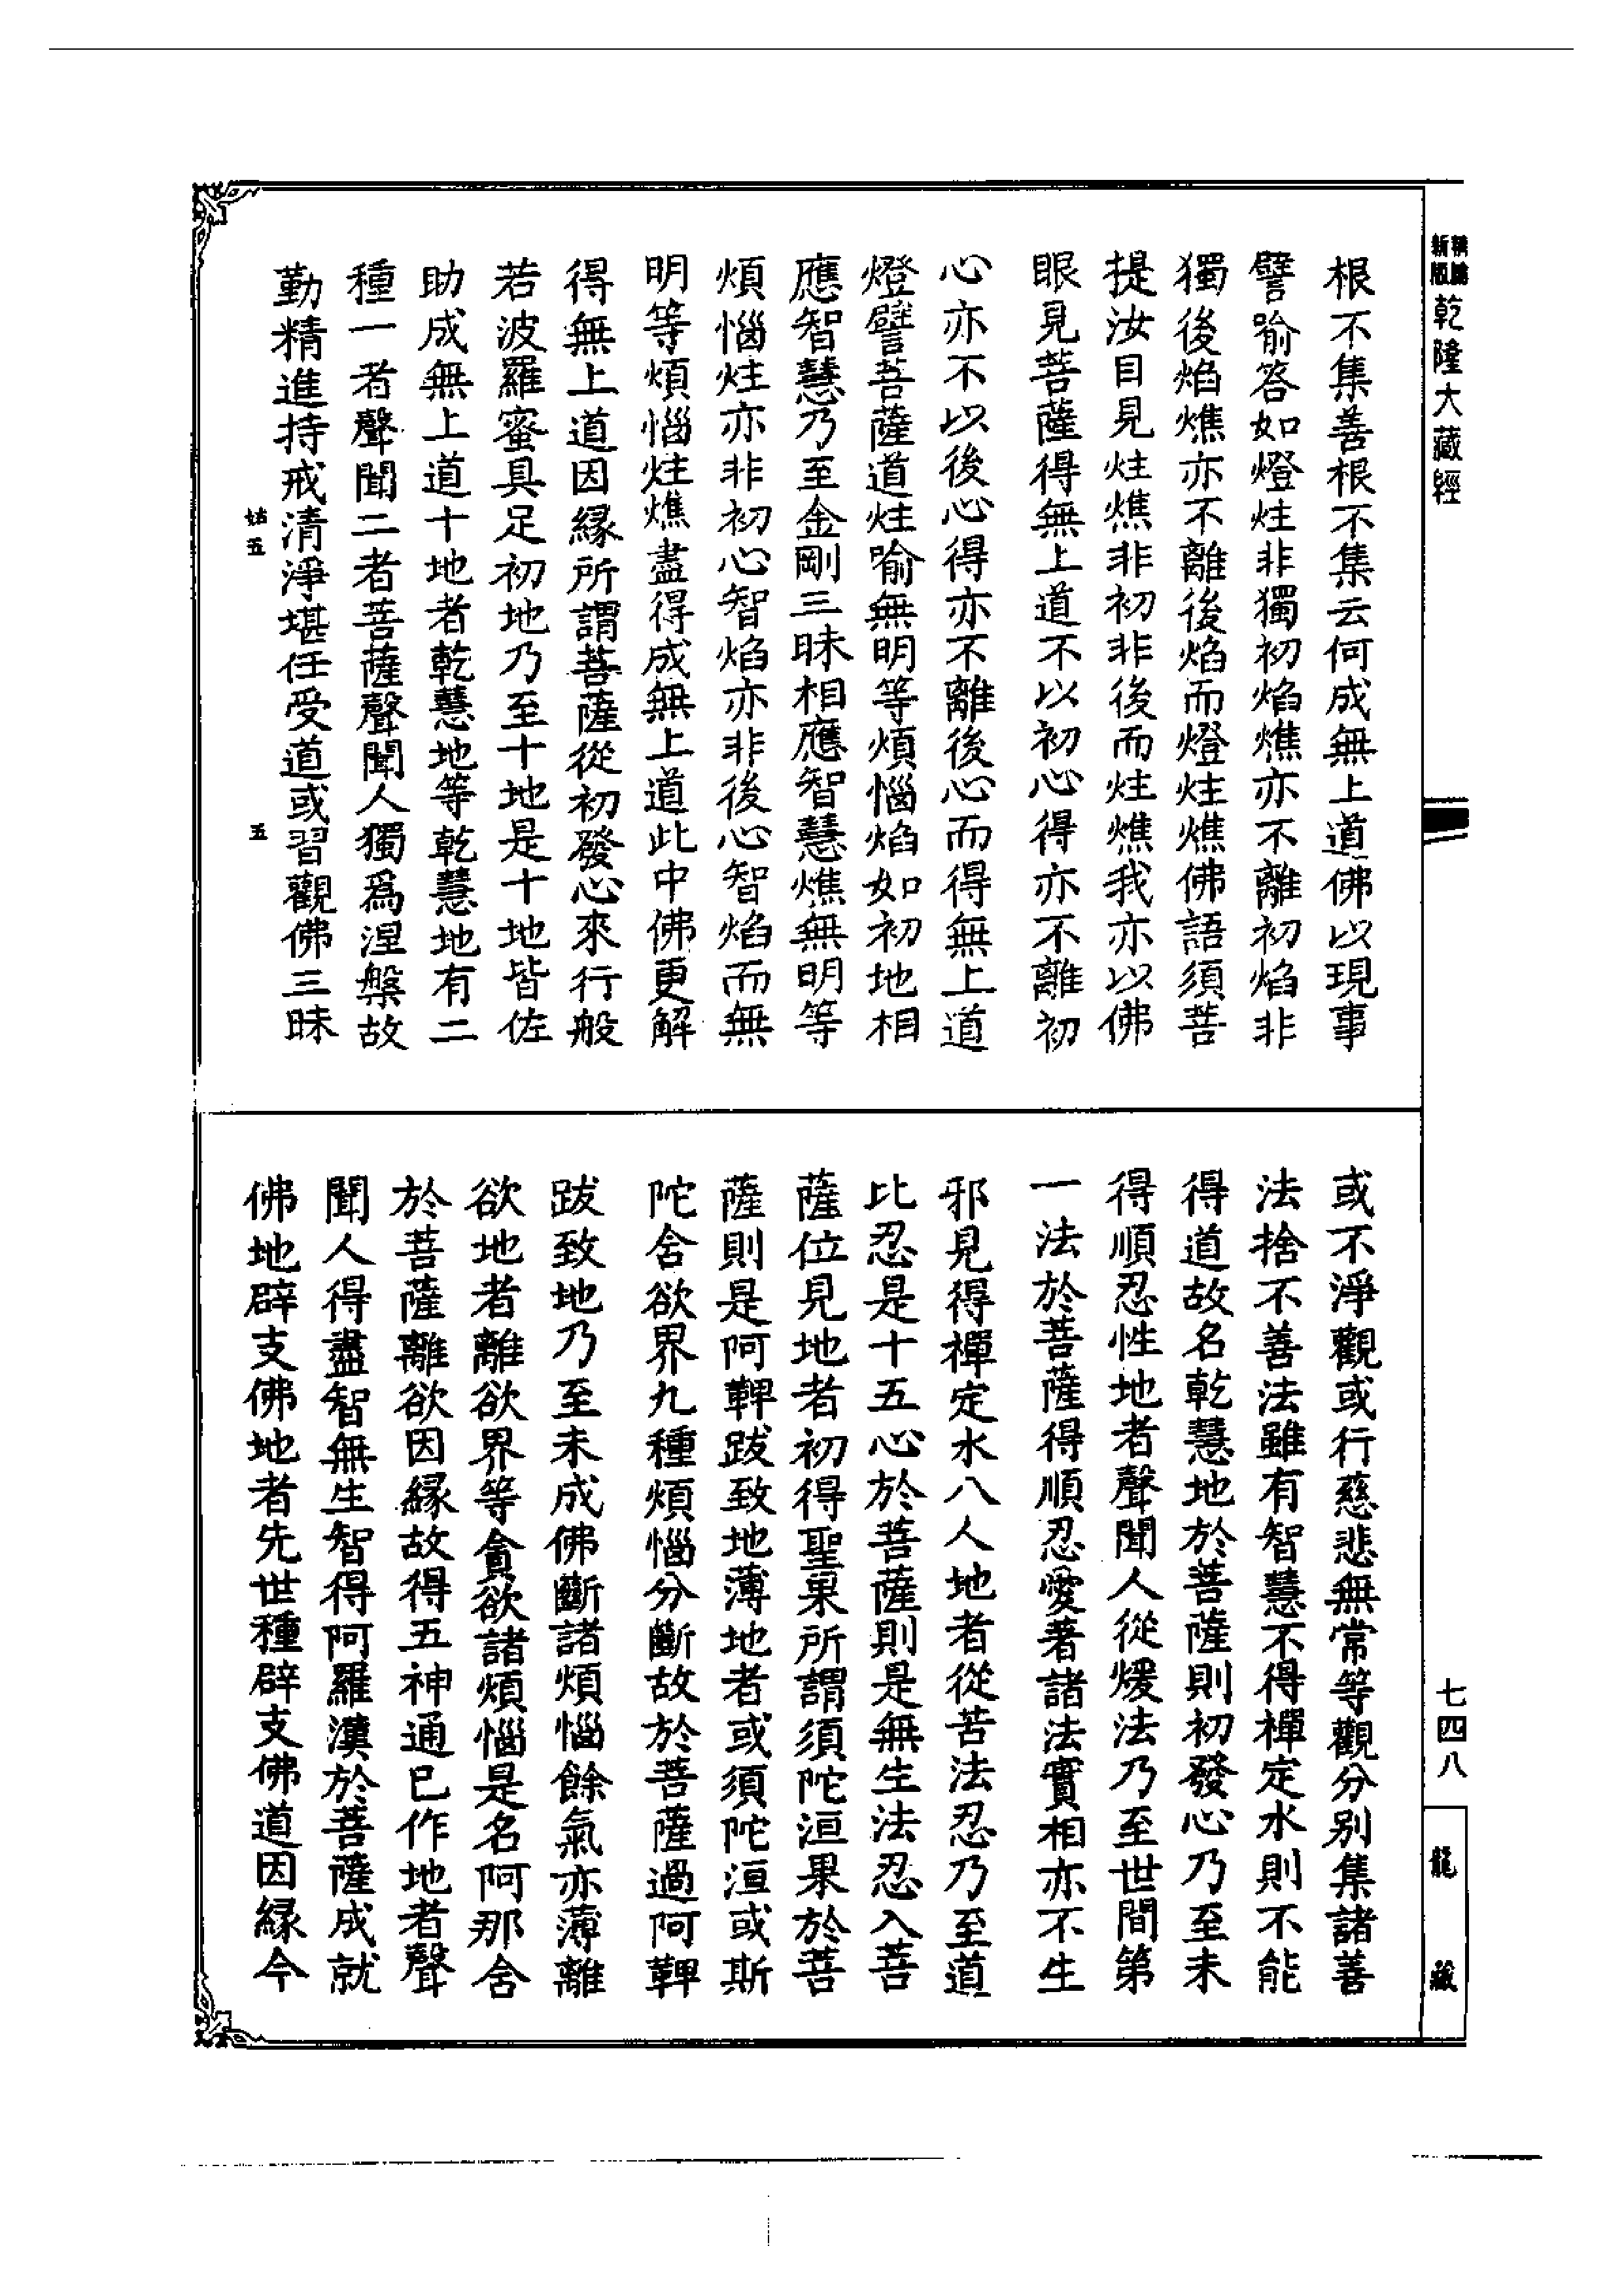 新版
乾隆大藏經
七四八
龍藏
根不集善根不集云何成無上道佛以現事
譬喻答如燈炷非獨初焰燋亦不離初焰非
獨後焰燋亦不離後焰而燈炷燋佛語須菩
提汝目見炷燋非初非後而炷燋我亦以佛
眼見菩薩得無上道不以初心得亦不離初
心亦不以後心得亦不離後心而得無上道
燈譬菩薩道炷喻無明等煩惱焰如初地相
應智慧乃至金剛三昧相應智慧燋無明等
煩惱炷亦非初心智焰亦非後心智焰而無
明等煩惱炷燋盡得成無上道此中佛更解
得無上道因緣所謂菩薩從初發心來行般
若波羅蜜具足初地乃至十地是十地皆佐
助成無上道十地者乾慧地等乾慧地有二
種一者聲聞二者菩薩聲聞人獨爲涅槃故
勤精進持戒清淨堪任受道或習觀佛三昧
姑五
五
或不淨觀或行慈悲無常等觀分別集諸善
法捨不善法雖有智慧不得禪定水則不能
得道故名乾慧地於菩薩則初發心乃至未
得順忍性地者聲聞人從煖法乃至世間第
一法於菩薩得順忍愛著諸法實相亦不生
邪見得禪定水八人地者從苦法忍乃至道
比忍是十五心於菩薩則是無生法忍入菩
薩位見地者初得聖果所謂須陀洹果於菩
薩則是阿鞞跋致地薄地者或須陀洹或斯
陀含欲界九種煩惱分斷故於菩薩過阿鞞
跋致地乃至未成佛斷諸煩惱餘氣亦薄離
欲地者離欲界等貪欲諸煩惱是名阿那含
於菩薩離欲因緣故得五神通已作地者聲
聞人得盡智無生智得阿羅漢於菩薩成就
佛地辟支佛地者先世種辟支佛道因緣今